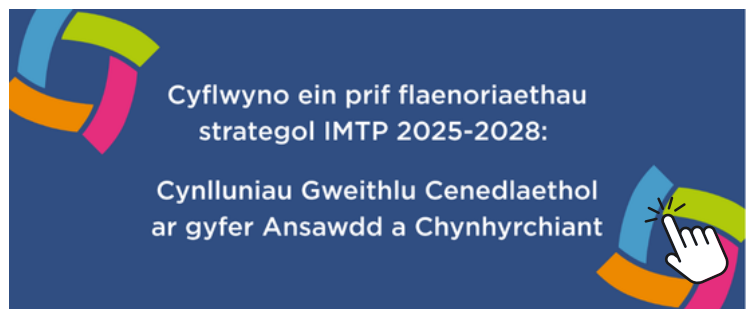 Cyflwyno ein prif flaenoriaethau
strategol IMTP 2025-2028:
Cynlluniau Gweithlu Cenedlaethol
ar gyfer Ansawdd a Chynhyrchiant